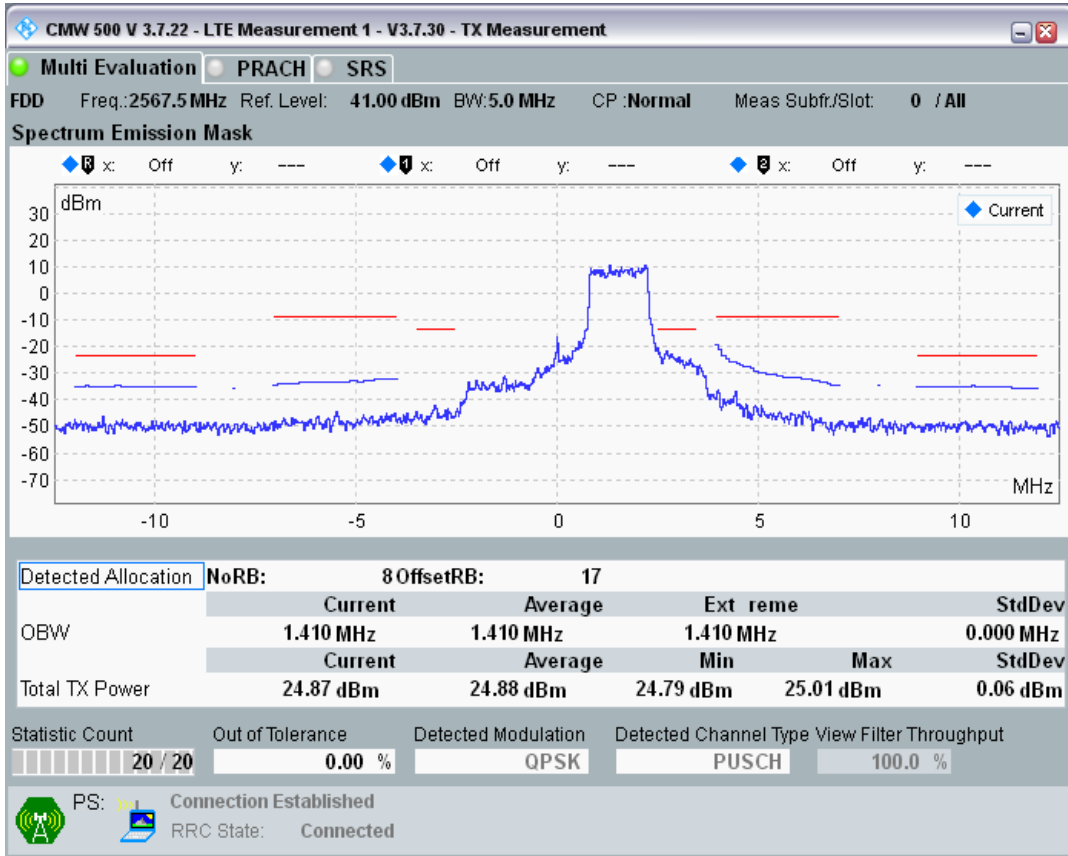 CMW 500 V 3.7.22 - LTE Measurement 1 - V3.7.30 - TX Measurement
Multi Evaluation PRACH SRS
FDD Freq.:2567.5 MHz Ref. Level: 41.00 dBm BW:5.0 MHz CP :Normal Meas Subfr./Slot: 0 / All
Spectrum Emission Mask
R x: Off y: --- 1 x: Off y: --- 2 x: Off y: ---
dBm
Current
30
20
10
0
-10
-20
-30
-40
-50
-60
-70
MHz
-10 -5 0 5 10
Detected Allocation NoRB: 8 OffsetRB: 17
Current Average Ext reme StdDev
OBW 1.410 MHz 1.410 MHz 1.410 MHz 0.000 MHz
Current Average Min Max StdDev
Total TX Power 24.87 dBm 24.88 dBm 24.79 dBm 25.01 dBm 0.06 dBm
Statistic Count Out of Tolerance Detected Modulation Detected Channel Type View Filter Throughput
20 / 20 0.00 % QPSK PUSCH 100.0 %
PS: Connection Established
RRC State: Connected